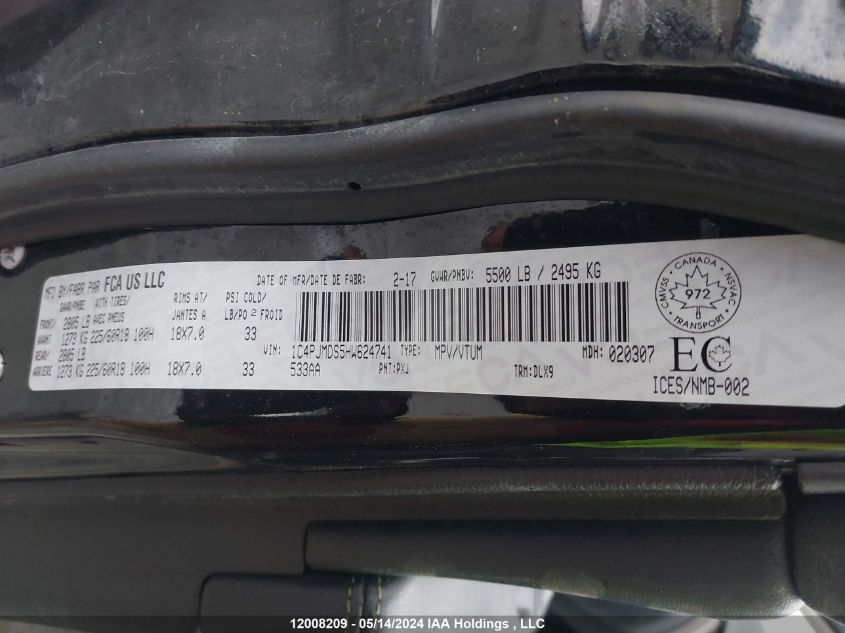 MFD BY/FABR PAR FCA US LLC
DATE OF MFR/DATE DE FABR: 2-17 GVWR/PNBV: 5500 LB / 2495 KG
GAWR/PNBE WITH TIRES/ RIMS AT/ PSI COLD/
FRONT/ 2805 LB AVEC PNEUS JANTES A LB/PO 2 FROID
AVANT 1273 KG 225/60R18 100H 18X7.0 33
REAR/ 2805 LB
ARRIERE 1273 KG 225/60R18 100H 18X7.0 33
VIN: 1C4PJMDS5HW624741 TYPE: MPV/VTUM MDH: 020307
533AA PNT:PXJ TRM:DLX9
CANADA
CMVSS 972 NSVAC
TRANSPORT
EC
ICES/NMB-002
12008209 - 05/14/2024 IAA Holdings , LLC